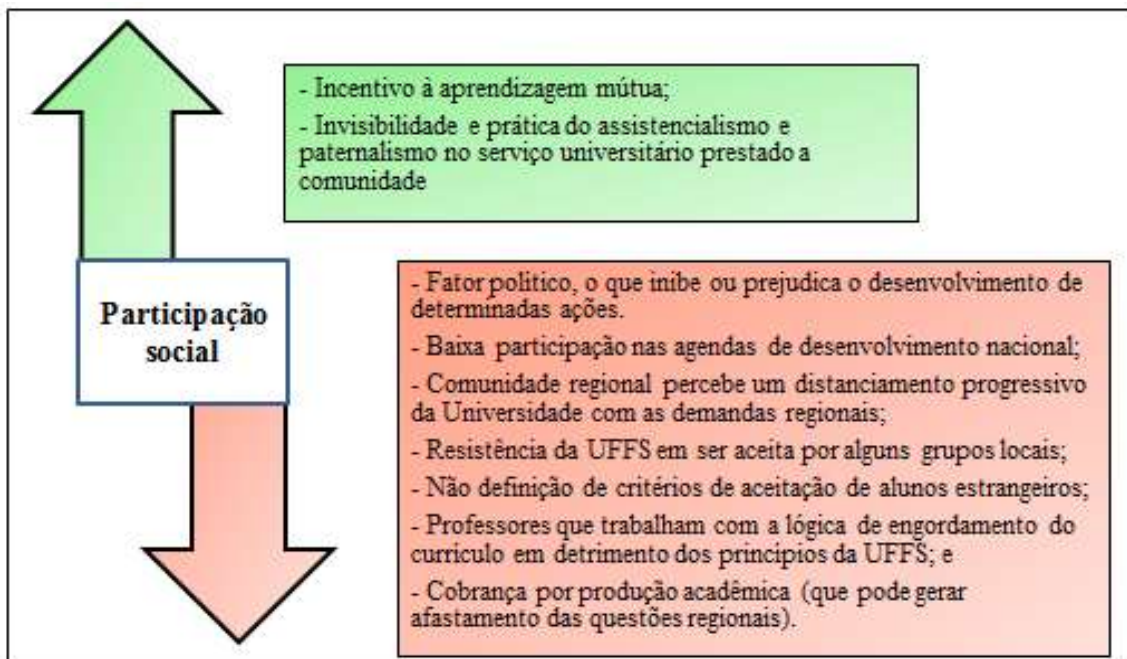 - Incentivo à aprendizagem mútua;
- Invisibilidade e prática do assistencialismo e
paternalismo no serviço universitário prestado a
comunidade
Participação
social
- Fator político, o que inibe ou prejudica o desenvolvimento de
determinadas ações.
- Baixa participação nas agendas de desenvolvimento nacional;
- Comunidade regional percebe um distanciamento progressivo
da Universidade com as demandas regionais;
- Resistência da UFFS em ser aceita por alguns grupos locais;
- Não definição de critérios de aceitação de alunos estrangeiros;
- Professores que trabalham com a lógica de engordamento do
currículo em detrimento dos princípios da UFFS; e
- Cobrança por produção acadêmica (que pode gerar
afastamento das questões regionais).